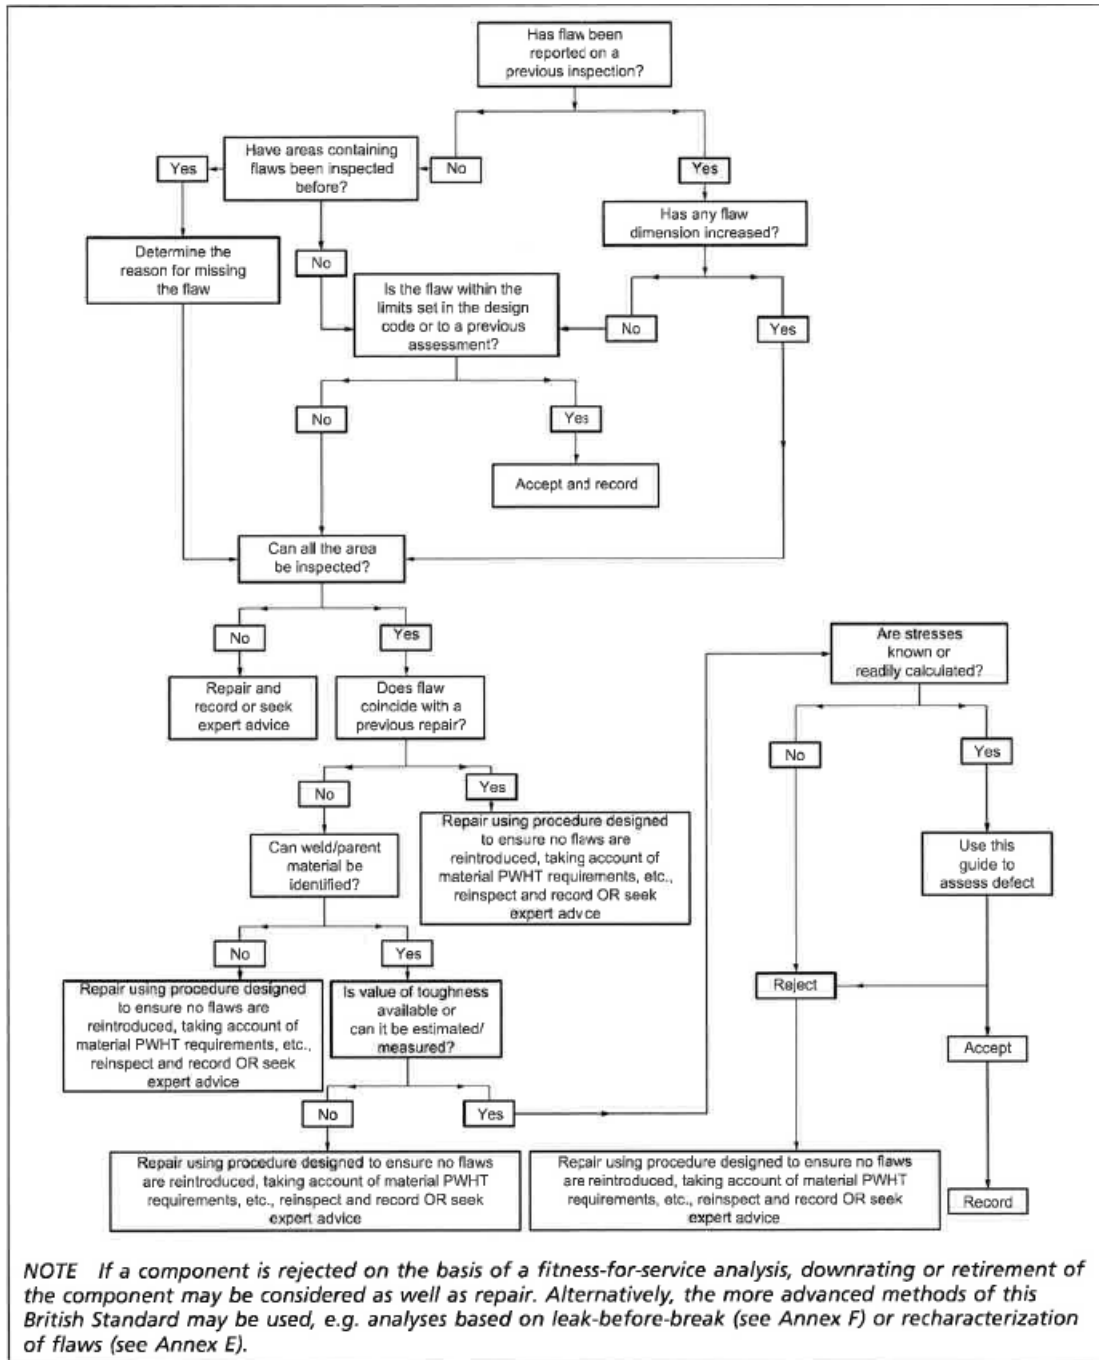 Has flaw been
reported on a
previous inspection?
Have areas containing
flaws been inspected
before?
Yes
No
Yes
Has any flaw
dimension increased?
Determine the
reason for missing
the flaw
No
Is the flaw within the
limits set in the design
code or to a previous
assessment?
No
Yes
No
Yes
Accept and record
Can all the area
be inspected?
No
Yes
Repair and
record or seek
expert advice
Does flaw
coincide with a
previous repair?
Are stresses
known or
readily calculated?
No
Yes
No
Yes
Can weld/parent
material be
identified?
Repair using procedure designed
to ensure no flaws are
reintroduced, taking account of
material PWHT requirements, etc.,
reinspect and record OR seek
expert advice
Use this
guide to
assess defect
No
Yes
Repair using procedure designed
to ensure no flaws are
reintroduced, taking account of
material PWHT requirements, etc.,
reinspect and record OR seek
expert advice
Is value of toughness
available or
can it be estimated/
measured?
Reject
Accept
No
Yes
Repair using procedure designed to ensure no flaws
are reintroduced, taking account of material PWHT
requirements, etc., reinspect and record OR seek
expert advice
Repair using procedure designed to ensure no flaws
are reintroduced, taking account of material PWHT
requirements, etc., reinspect and record OR seek
expert advice
Record
NOTE If a component is rejected on the basis of a fitness-for-service analysis, downrating or retirement of
the component may be considered as well as repair. Alternatively, the more advanced methods of this
British Standard may be used, e.g. analyses based on leak-before-break (see Annex F) or recharacterization
of flaws (see Annex E).